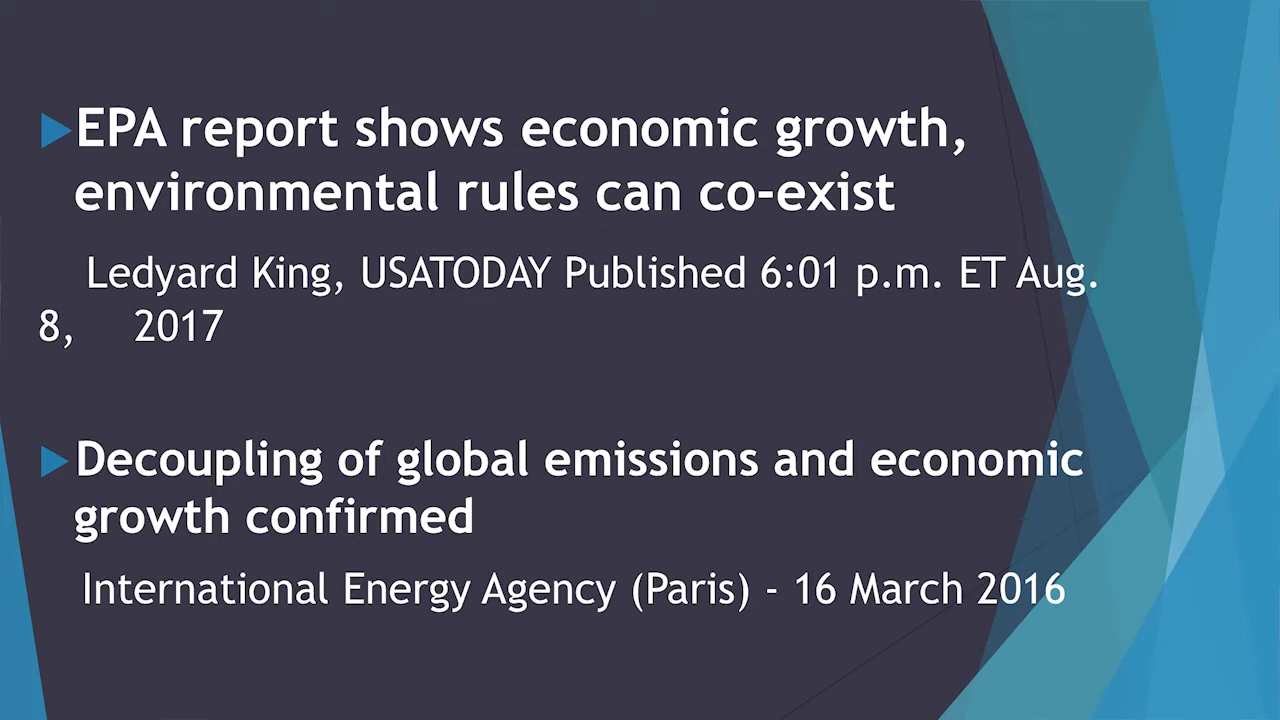 EPA report shows economic growth,
environmental rules can co-exist
Ledyard King, USATODAY Published 6:01 p.m. ET Aug.
8, 2017
Decoupling of global emissions and economic
growth confirmed
International Energy Agency (Paris) - 16 March 2016